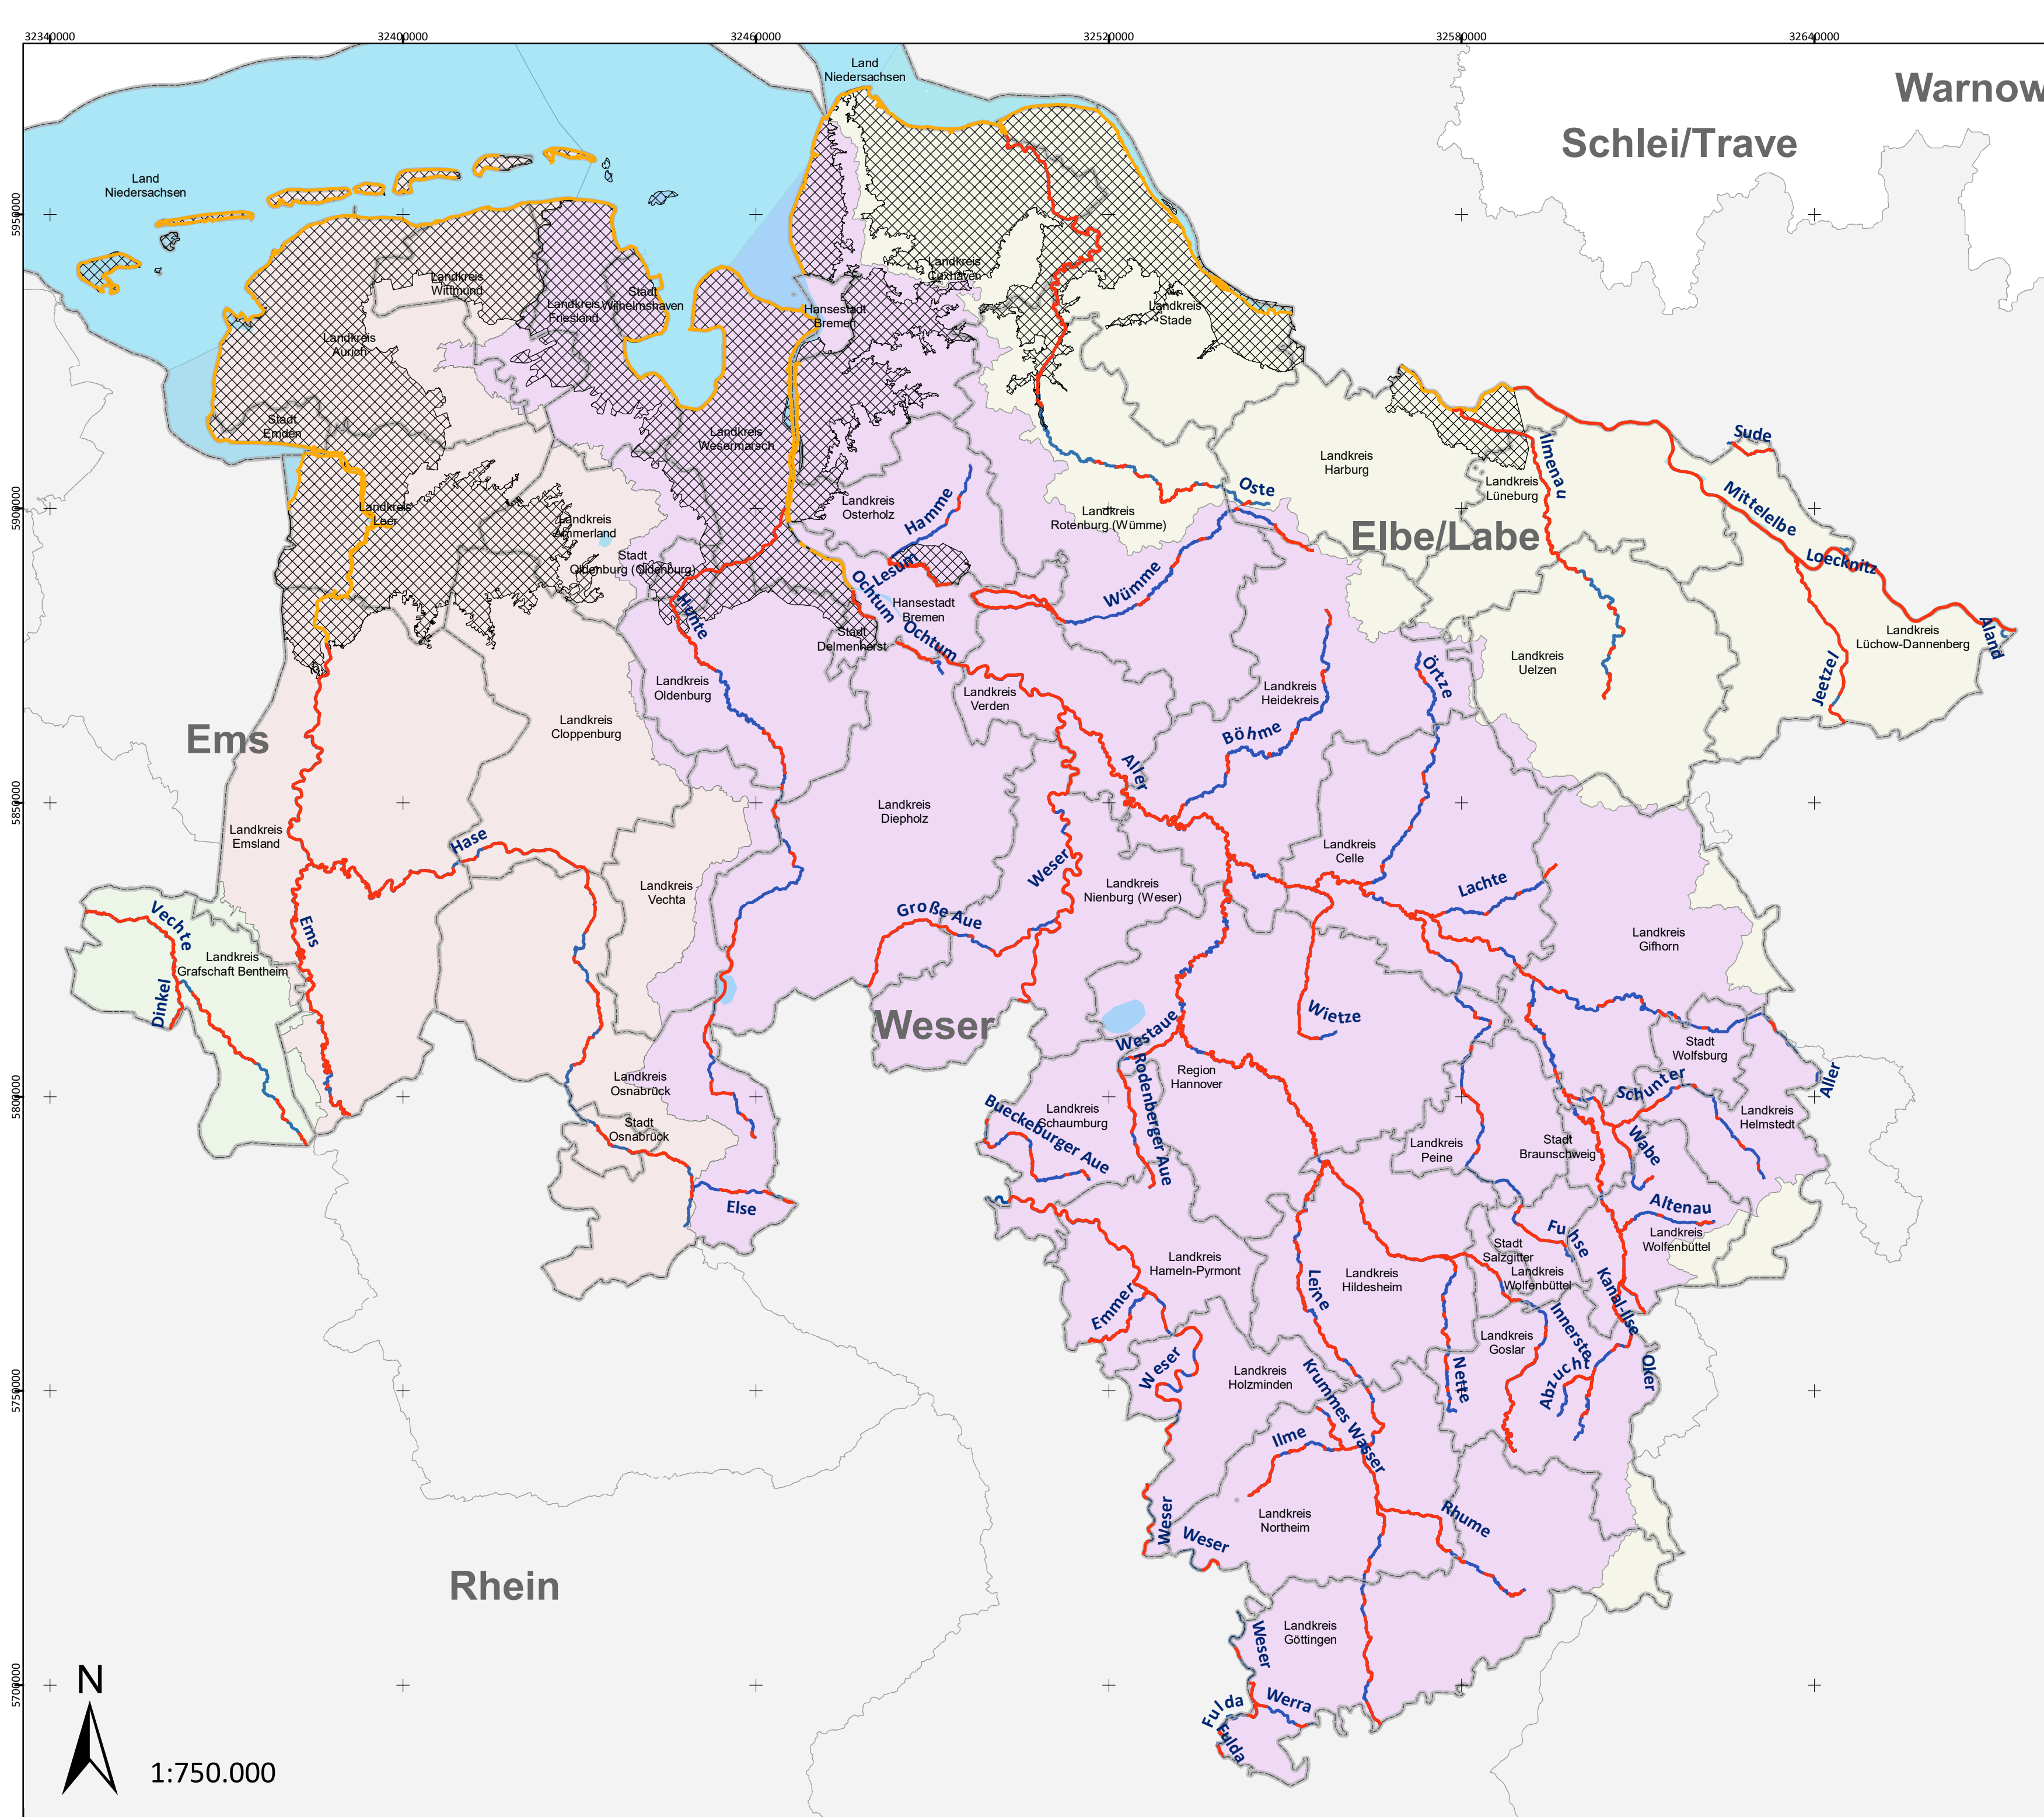 32340000
32400000
32460000
32520000
32580000
32640000
5950000
5900000
5850000
5800000
5750000
5700000
Warnow
Schlei/Trave
Elbe/Labe
Ems
Weser
Rhein
Land
Niedersachsen
Land
Niedersachsen
Landkreis
Wittmund
Landkreis
Friesland
Stadt
Wilhelmshaven
Landkreis
Aurich
Hansestadt
Bremen
Landkreis
Cuxhaven
Landkreis
Stade
Stadt
Emden
Landkreis
Wesermarsch
Landkreis
Leer
Landkreis
Ammerland
Stadt
Oldenburg (Oldenburg)
Landkreis
Osterholz
Landkreis
Rotenburg (Wümme)
Landkreis
Harburg
Landkreis
Lüneburg
Landkreis
Lüchow-Dannenberg
Landkreis
Uelzen
Hansestadt
Bremen
Stadt
Delmenhorst
Landkreis
Oldenburg
Landkreis
Verden
Landkreis
Heidekreis
Landkreis
Cloppenburg
Landkreis
Emsland
Landkreis
Diepholz
Landkreis
Vechta
Landkreis
Nienburg (Weser)
Landkreis
Celle
Landkreis
Gifhorn
Landkreis
Grafschaft Bentheim
Landkreis
Osnabrück
Stadt
Osnabrück
Region
Hannover
Landkreis
Schaumburg
Stadt
Wolfsburg
Landkreis
Helmstedt
Landkreis
Peine
Stadt
Braunschweig
Landkreis
Wolfenbüttel
Stadt
Salzgitter
Landkreis
Wolfenbüttel
Landkreis
Hameln-Pyrmont
Landkreis
Hildesheim
Landkreis
Goslar
Landkreis
Holzminden
Landkreis
Northeim
Landkreis
Göttingen
Sude
Ilmenau
Mittelelbe
Loecknitz
Aland
Jeetzel
Oste
Hamme
Lesum
Ochtum
Ochtum
Wümme
Hunte
Örtze
Böhme
Aller
Hase
Weser
Große Aue
Lachte
Vechte
Dinkel
Ems
Wietze
Westaue
Rodenberger Aue
Bueckeburger Aue
Else
Schunter
Aller
Wabe
Altenau
Fuhse
Kanal-Ilse
Emmer
Leine
Innerste
Abzucht
Oker
Nette
Weser
Krummes Wasser
Ilme
Rhume
Weser
Weser
Weser
Werra
Fulda
Fulda
N
1:750.000